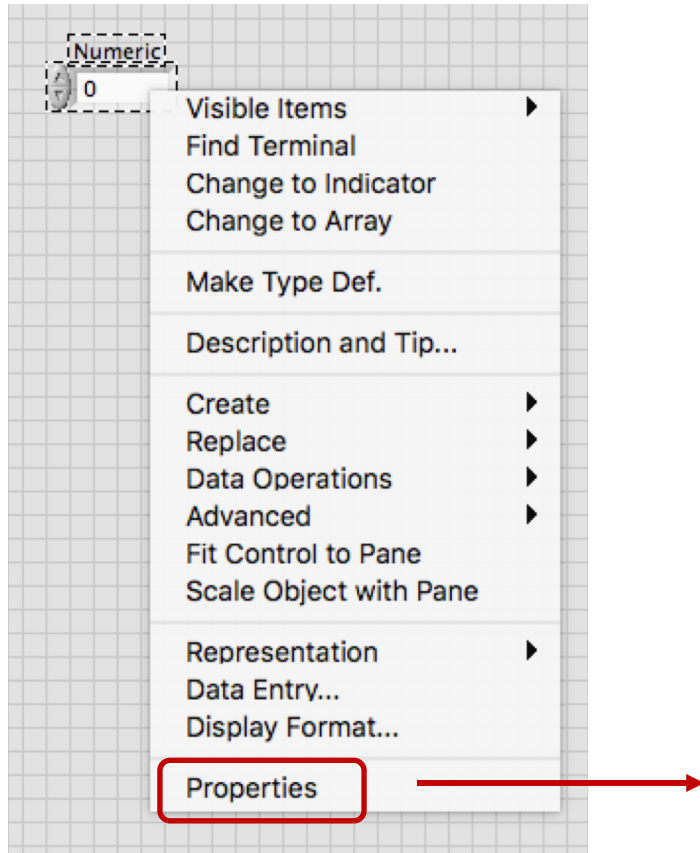 Numeric
0
Visible Items
Find Terminal
Change to Indicator
Change to Array
Make Type Def.
Description and Tip...
Create
Replace
Data Operations
Advanced
Fit Control to Pane
Scale Object with Pane
Representation
Data Entry...
Display Format...
Properties